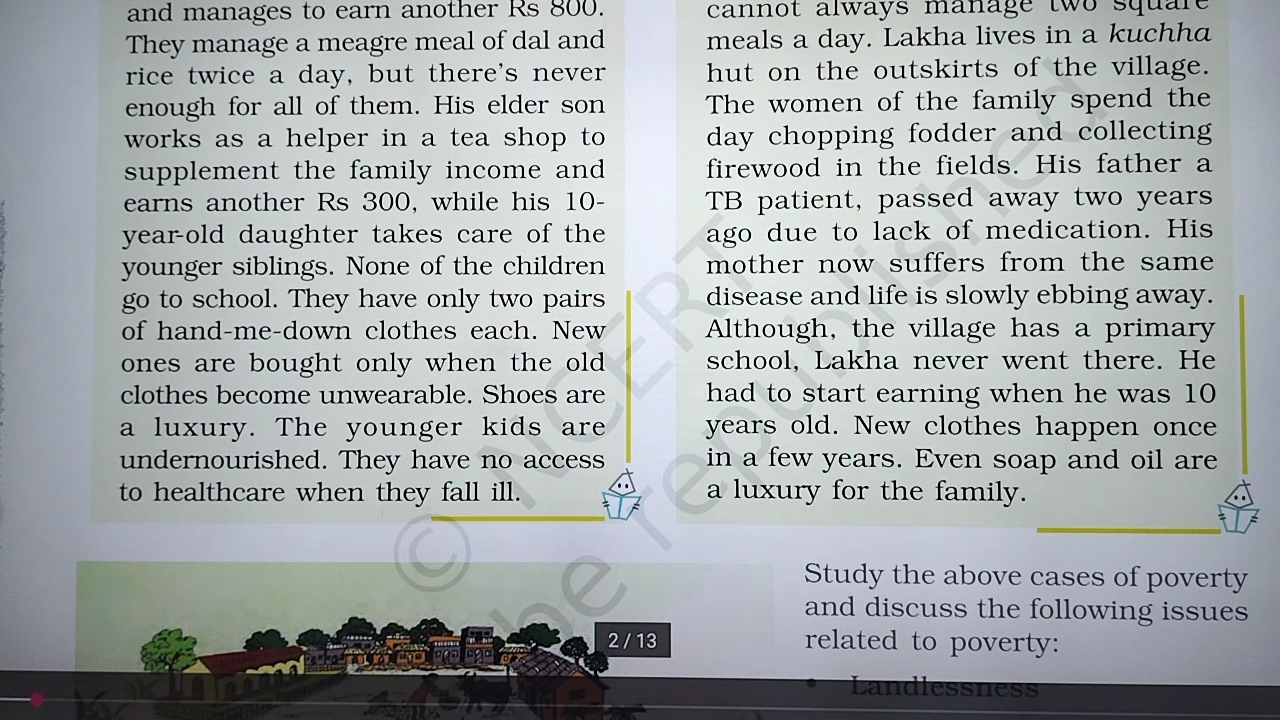 and manages to earn another Rs 800.
They manage a meagre meal of dal and
rice twice a day, but there's never
enough for all of them. His elder son
works as a helper in a tea shop to
supplement the family income and
earns another Rs 300, while his 10-
year-old daughter takes care of the
younger siblings. None of the children
go to school. They have only two pairs
of hand-me-down clothes each. New
ones are bought only when the old
clothes become unwearable. Shoes are
a luxury. The younger kids are
undernourished. They have no access
to healthcare when they fall ill.
cannot always manage two square
meals a day. Lakha lives in a kuchha
hut on the outskirts of the village.
The women of the family spend the
day chopping fodder and collecting
firewood in the fields. His father a
TB patient, passed away two years
ago due to lack of medication. His
mother now suffers from the same
disease and life is slowly ebbing away.
Although, the village has a primary
school, Lakha never went there. He
had to start earning when he was 10
years old. New clothes happen once
in a few years. Even soap and oil are
a luxury for the family.
© NCERT
be republished
Study the above cases of poverty
and discuss the following issues
related to poverty:
• Landlessness
2 / 13